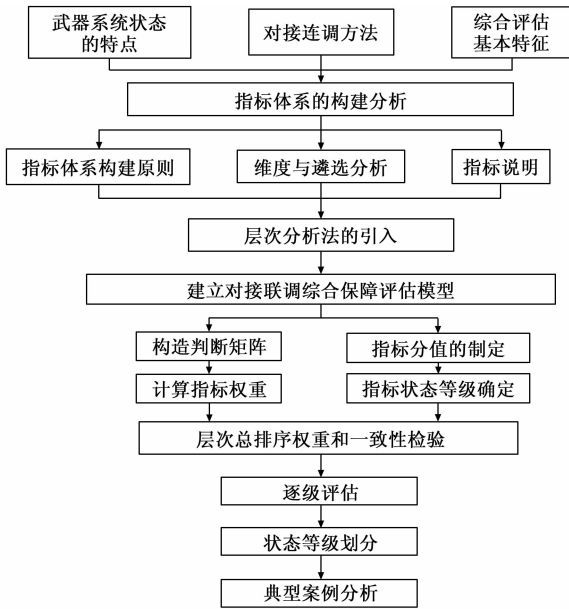 武器系统状态
的特点
对接连调方法
综合评估
基本特征
指标体系的构建分析
指标体系构建原则
维度与遴选分析
指标说明
层次分析法的引入
建立对接联调综合保障评估模型
构造判断矩阵
指标分值的制定
计算指标权重
指标状态等级确定
层次总排序权重和一致性检验
逐级评估
状态等级划分
典型案例分析